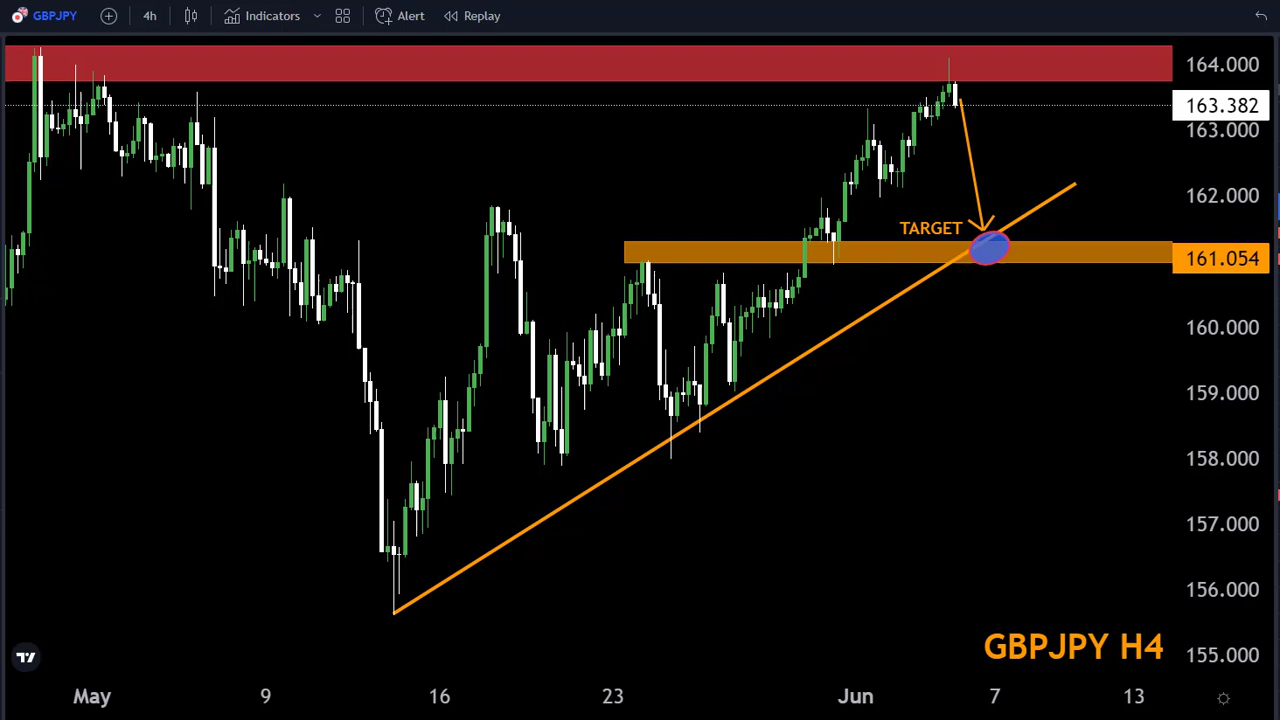 GBPJPY 4h Indicators Alert Replay
164.000
163.382
163.000
162.000
TARGET
161.054
160.000
159.000
158.000
157.000
156.000
GBPJPY H4
155.000
May 9 16 23 Jun 7 13